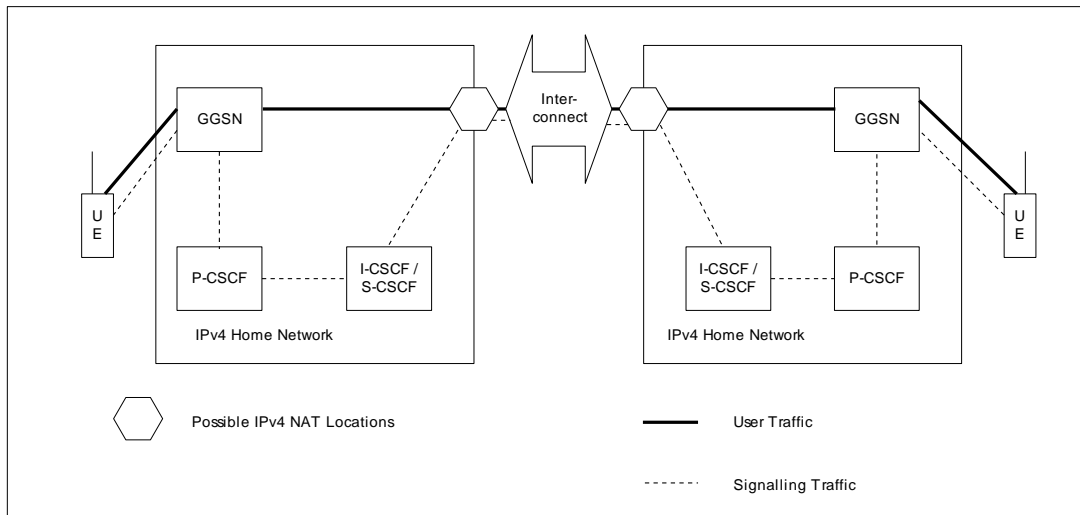 GGSN
Inter-
connect
GGSN
U
E
U
E
P-CSCF
I-CSCF /
S-CSCF
I-CSCF /
S-CSCF
P-CSCF
IPv4 Home Network
IPv4 Home Network
Possible IPv4 NAT Locations
User Traffic
Signalling Traffic